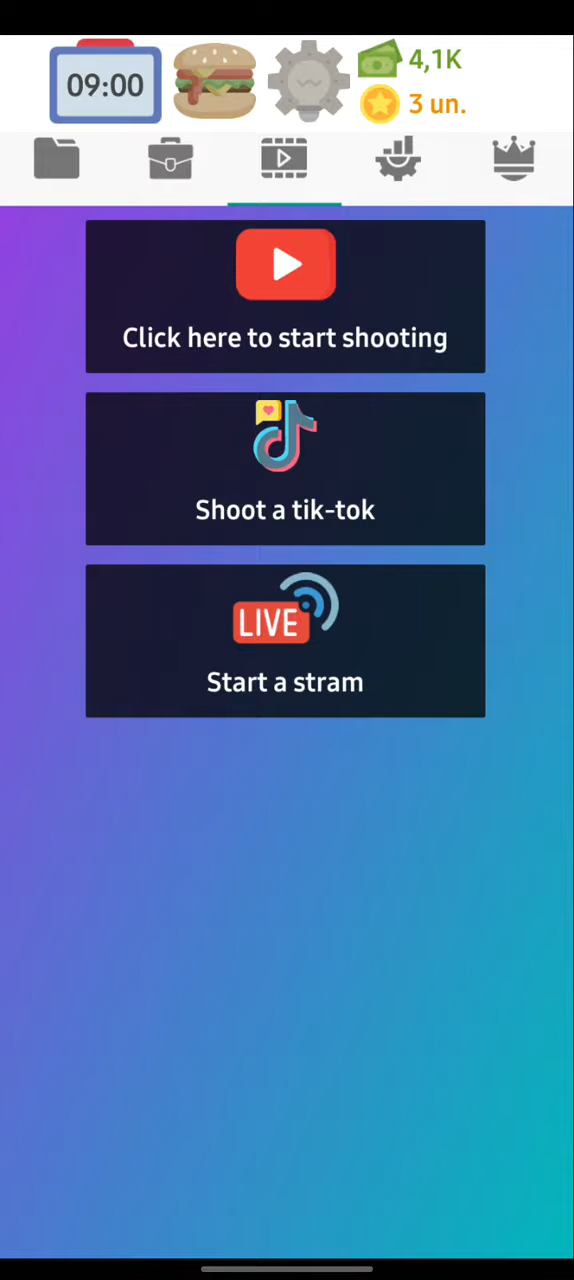 09:00
4,1K
3 un.
Click here to start shooting
Shoot a tik-tok
LIVE
Start a stram